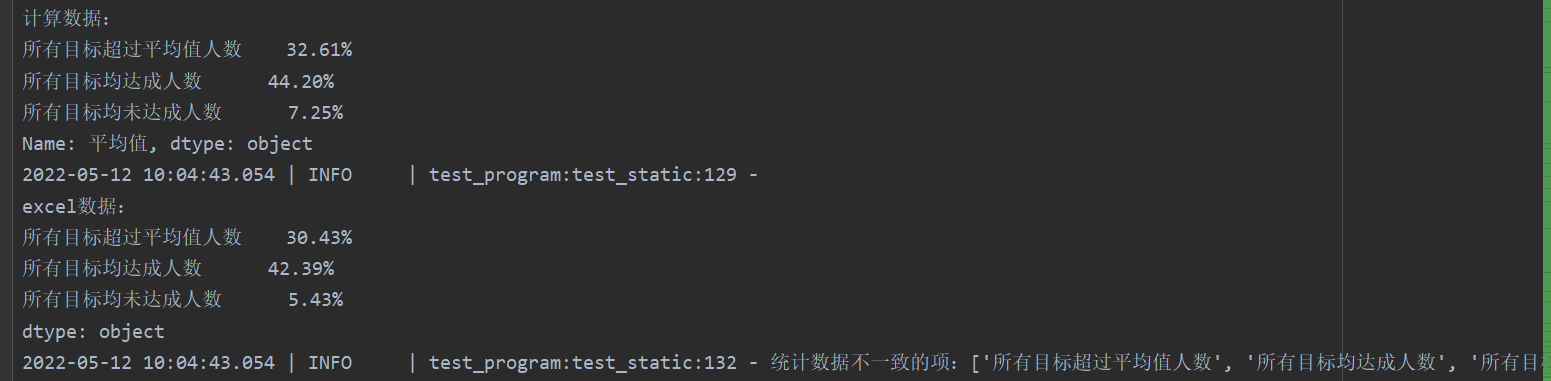 计算数据:
所有目标超过平均值人数    32.61%
所有目标均达成人数      44.20%
所有目标均未达成人数      7.25%
Name: 平均值, dtype: object
2022-05-12 10:04:43.054 | INFO     | test_program:test_static:129 -
excel数据:
所有目标超过平均值人数    30.43%
所有目标均达成人数      42.39%
所有目标均未达成人数      5.43%
dtype: object
2022-05-12 10:04:43.054 | INFO     | test_program:test_static:132 - 统计数据不一致的项: ['所有目标超过平均值人数', '所有目标均达成人数', '所有目